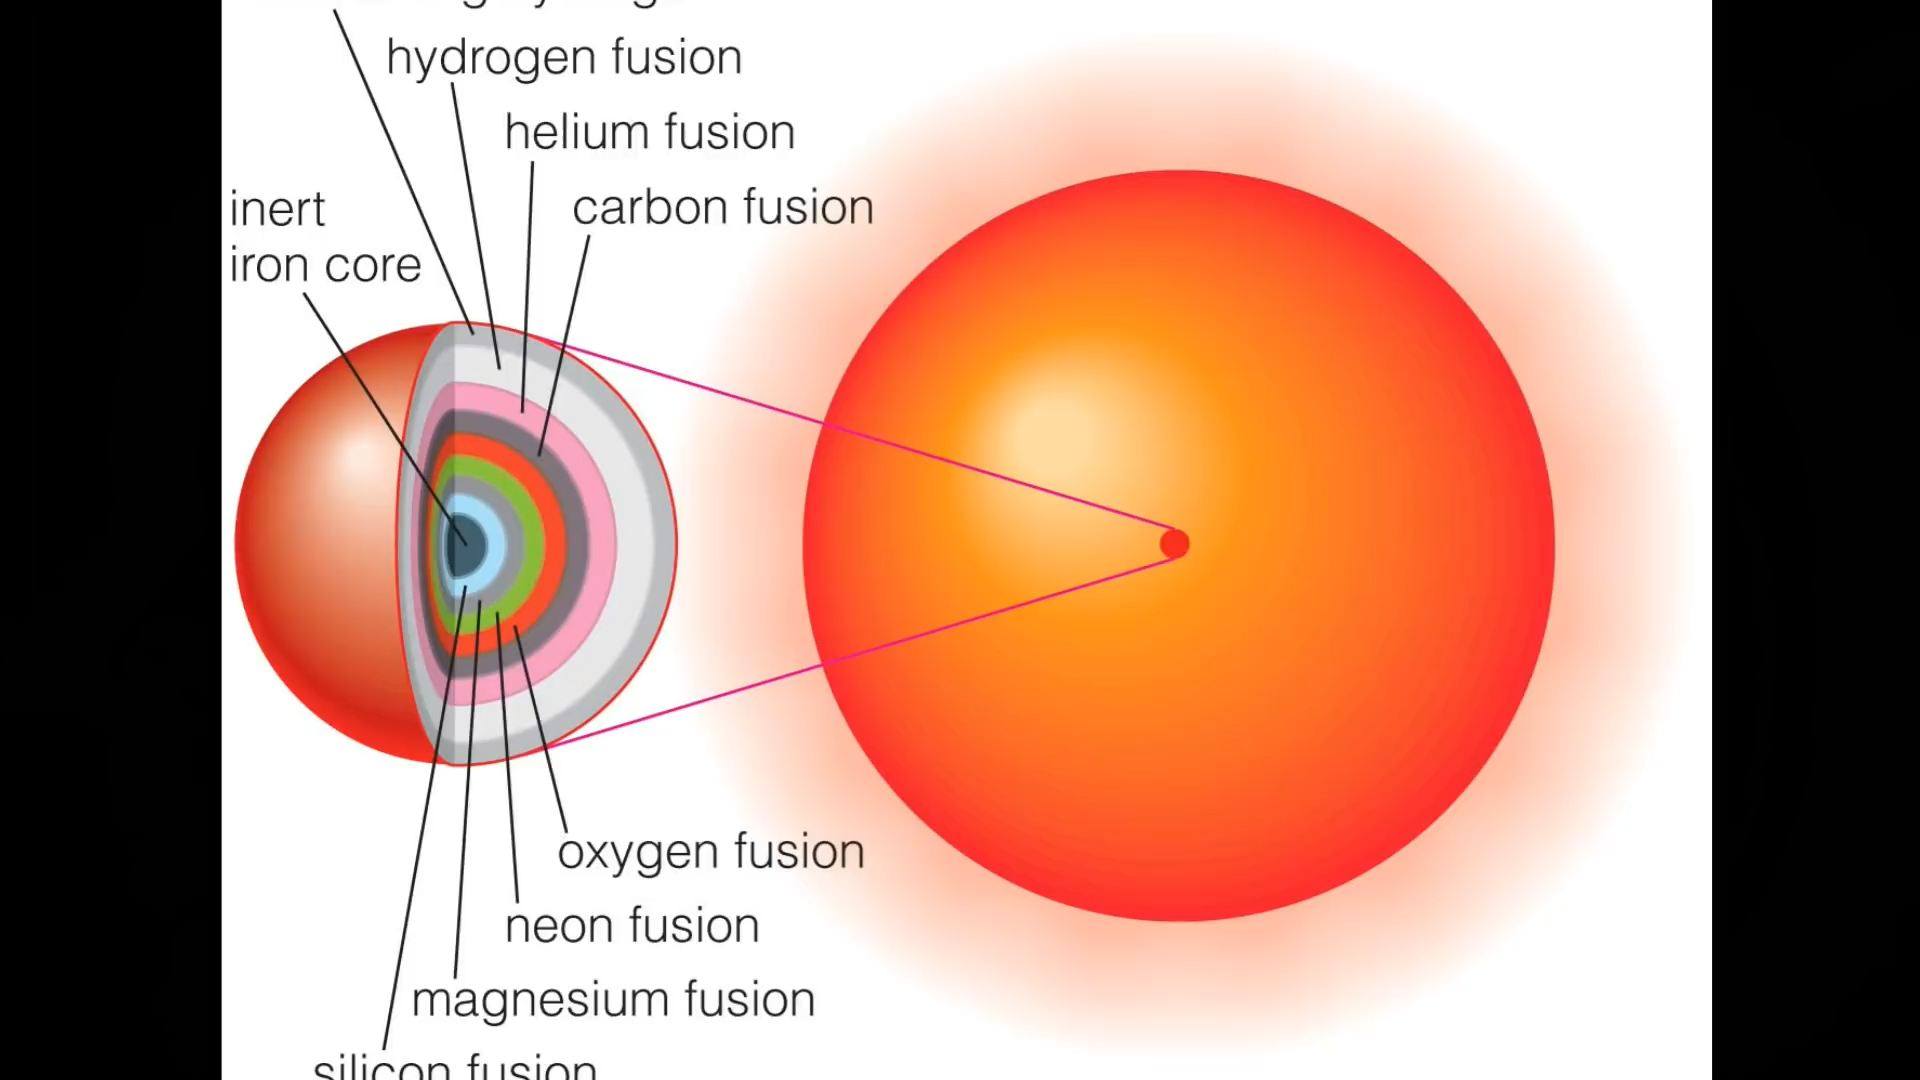 hydrogen fusion
helium fusion
carbon fusion
inert
iron core
oxygen fusion
neon fusion
magnesium fusion
silicon fusion